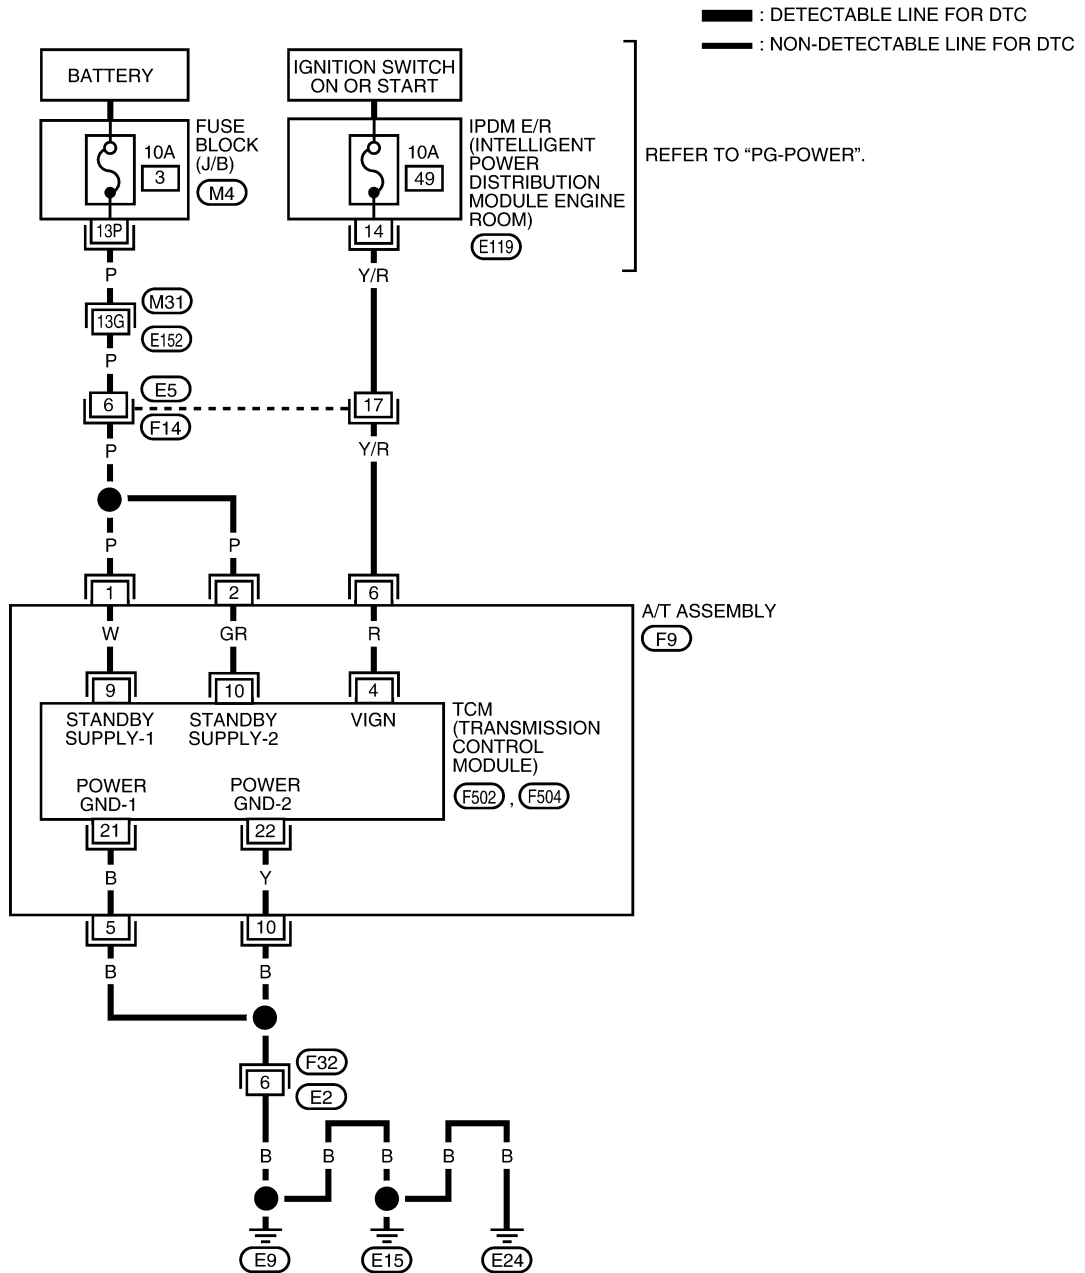 : DETECTABLE LINE FOR DTC
: NON-DETECTABLE LINE FOR DTC
BATTERY
IGNITION SWITCH
ON OR START
FUSE
BLOCK
(J/B)
M4
10A
3
13P
IPDM E/R
(INTELLIGENT
POWER
DISTRIBUTION
MODULE ENGINE
ROOM)
E119
10A
49
14
REFER TO “PG-POWER”.
P
Y/R
13G
M31
E152
P
6
E5
F14
17
P
Y/R
P
P
1
2
6
A/T ASSEMBLY
F9
W
GR
R
9
10
4
STANDBY
SUPPLY-1
STANDBY
SUPPLY-2
VIGN
TCM
(TRANSMISSION
CONTROL
MODULE)
F502 , F504
POWER
GND-1
POWER
GND-2
21
22
B
Y
5
10
B
B
6
F32
E2
B
B
B
B
B
E9
E15
E24